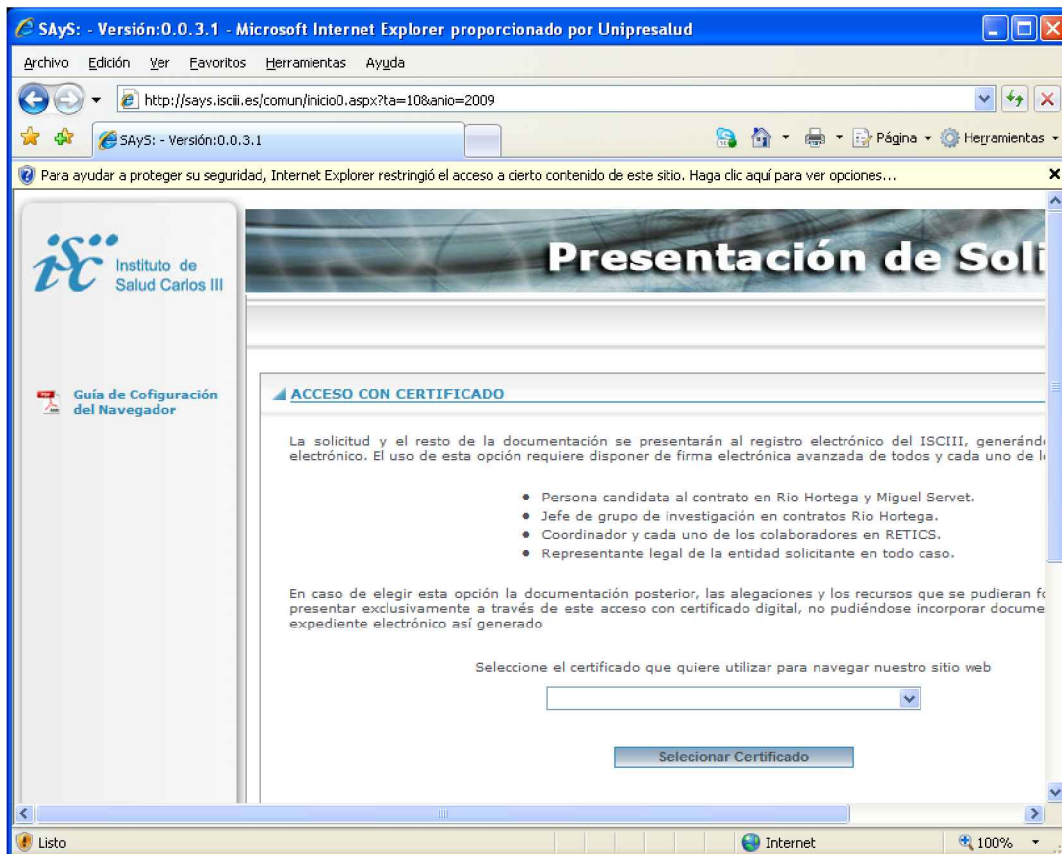 SAyS: - Versión:0.0.3.1 - Microsoft Internet Explorer proporcionado por Unipresalud
Archivo Edición Ver Favoritos Herramientas Ayuda
http://says.isciii.es/comun/inicio0.aspx?ta=10&anio=2009
SAyS: - Versión:0.0.3.1
Página
Herramientas
Para ayudar a proteger su seguridad, Internet Explorer restringió el acceso a cierto contenido de este sitio. Haga clic aquí para ver opciones...
isc
Instituto de
Salud Carlos III
Presentación de Soli
Guía de Cofiguración
del Navegador
ACCESO CON CERTIFICADO
La solicitud y el resto de la documentación se presentarán al registro electrónico del ISCIII, generánd
electrónico. El uso de esta opción requiere disponer de firma electrónica avanzada de todos y cada uno de l
Persona candidata al contrato en Rio Hortega y Miguel Servet.
Jefe de grupo de investigación en contratos Rio Hortega.
Coordinador y cada uno de los colaboradores en RETICS.
Representante legal de la entidad solicitante en todo caso.
En caso de elegir esta opción la documentación posterior, las alegaciones y los recursos que se pudieran fo
presentar exclusivamente a través de este acceso con certificado digital, no pudiéndose incorporar docume
expediente electrónico así generado
Seleccione el certificado que quiere utilizar para navegar nuestro sitio web
Selecionar Certificado
Listo
Internet
100%